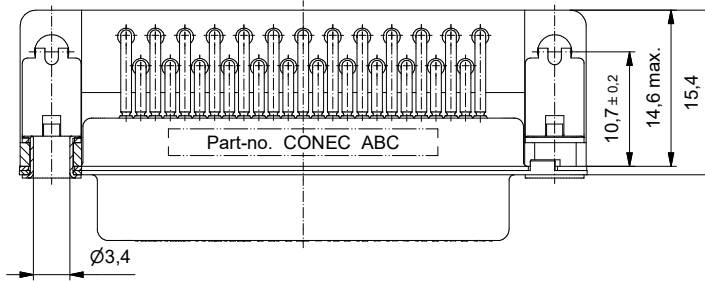 Part-no. CONEC ABC
10,7 ± 0,2
14,6 max.
15,4
Ø3,4